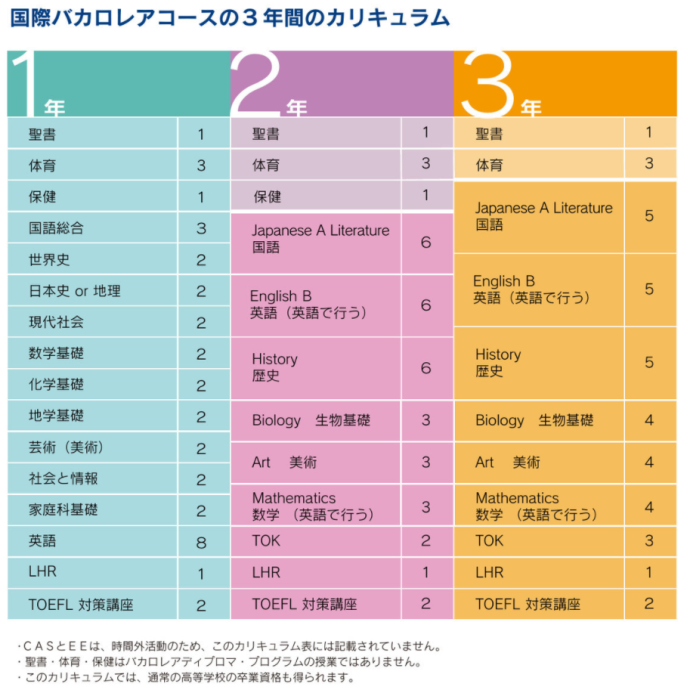 国際バカロレアコースの3年間のカリキュラム
1年
聖書 1
体育 3
保健 1
国語総合 3
世界史 2
日本史 or 地理 2
現代社会 2
数学基礎 2
化学基礎 2
地学基礎 2
芸術（美術） 2
社会と情報 2
家庭科基礎 2
英語 8
LHR 1
TOEFL 対策講座 2
2年
聖書 1
体育 3
保健 1
Japanese A Literature
国語 6
English B
英語（英語で行う） 6
History
歴史 6
Biology　生物基礎 3
Art　美術 3
Mathematics
数学　（英語で行う） 3
TOK 2
LHR 1
TOEFL 対策講座 2
3年
聖書 1
体育 3
Japanese A Literature
国語 5
English B
英語（英語で行う） 5
History
歴史 5
Biology　生物基礎 4
Art　美術 4
Mathematics
数学　（英語で行う） 4
TOK 3
LHR 1
TOEFL 対策講座 2
・ＣＡＳとＥＥは、時間外活動のため、このカリキュラム表には記載されていません。
・聖書・体育・保健はバカロレアディプロマ・プログラムの授業ではありません。
・このカリキュラムでは、通常の高等学校の卒業資格も得られます。